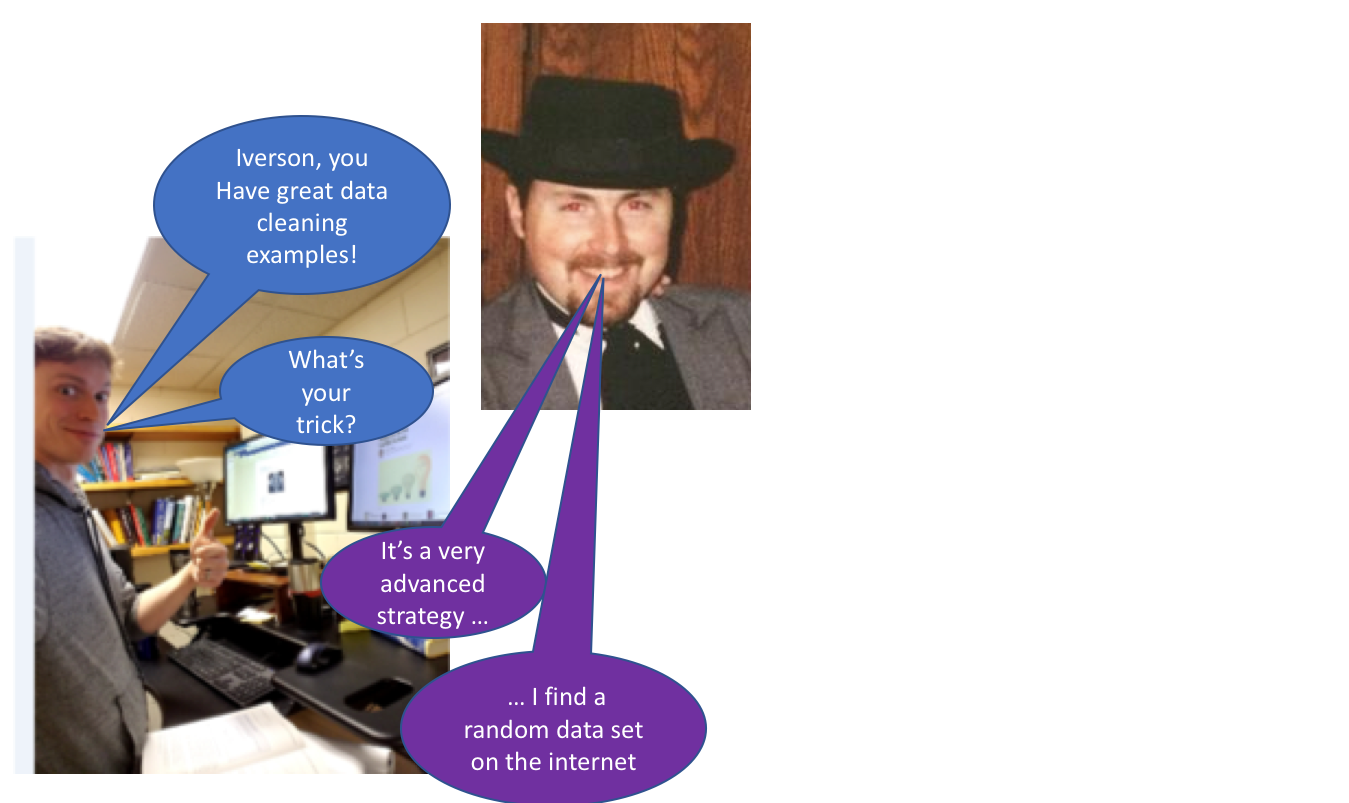 Iverson, you
Have great data
cleaning
examples!
What’s
your
trick?
It’s a very
advanced
strategy …
… I find a
random data set
on the internet